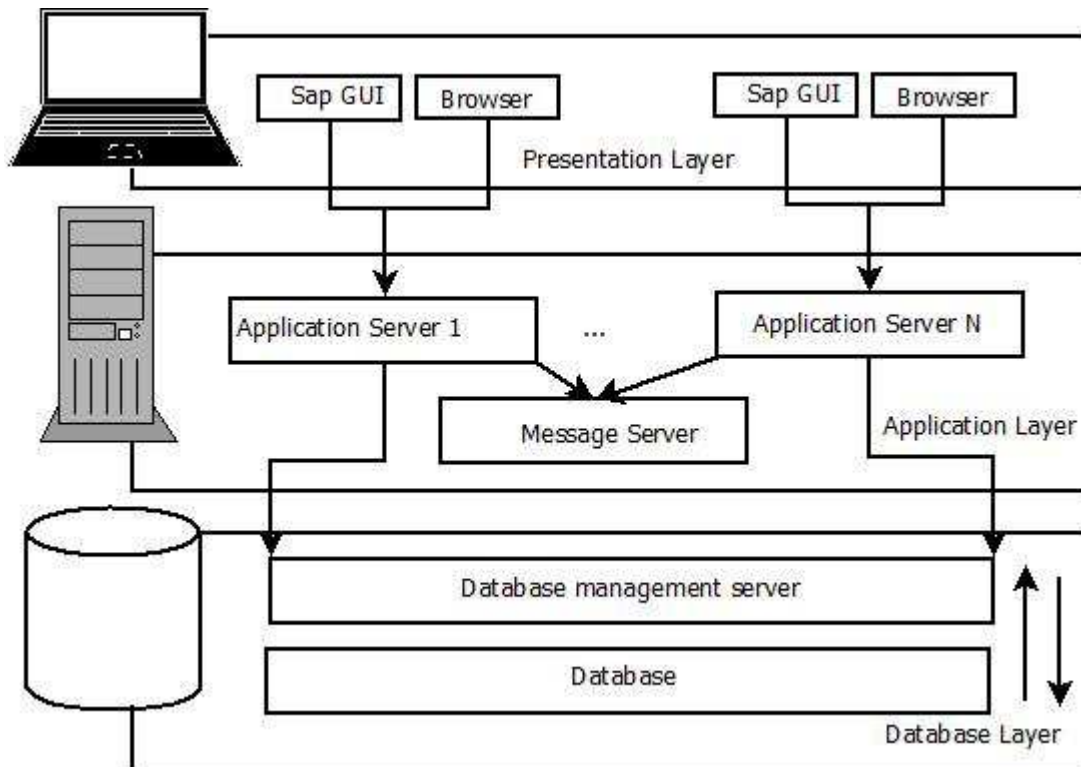 Sap GUI
Browser
Sap GUI
Browser
Presentation Layer
Application Server 1
...
Application Server N
Message Server
Application Layer
Database management server
Database
Database Layer